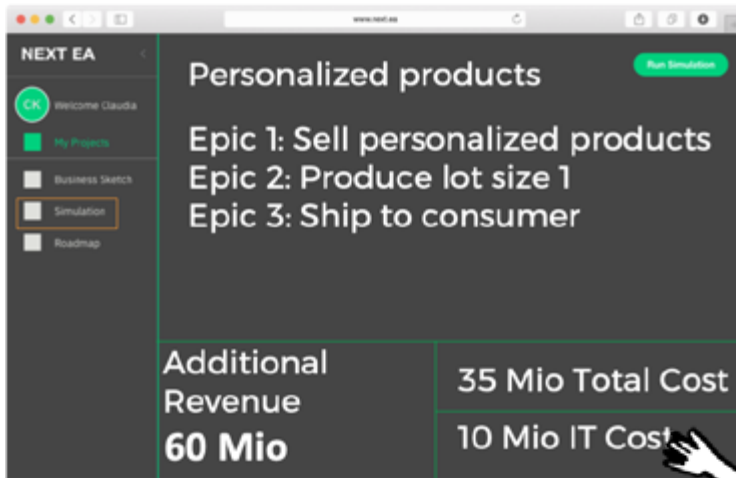 www.next.ea
NEXT EA
CK
Welcome Claudia
My Projects
Business Sketch
Simulation
Roadmap
Personalized products
Run Simulation
Epic 1: Sell personalized products
Epic 2: Produce lot size 1
Epic 3: Ship to consumer
Additional
Revenue
60 Mio
35 Mio Total Cost
10 Mio IT Cost